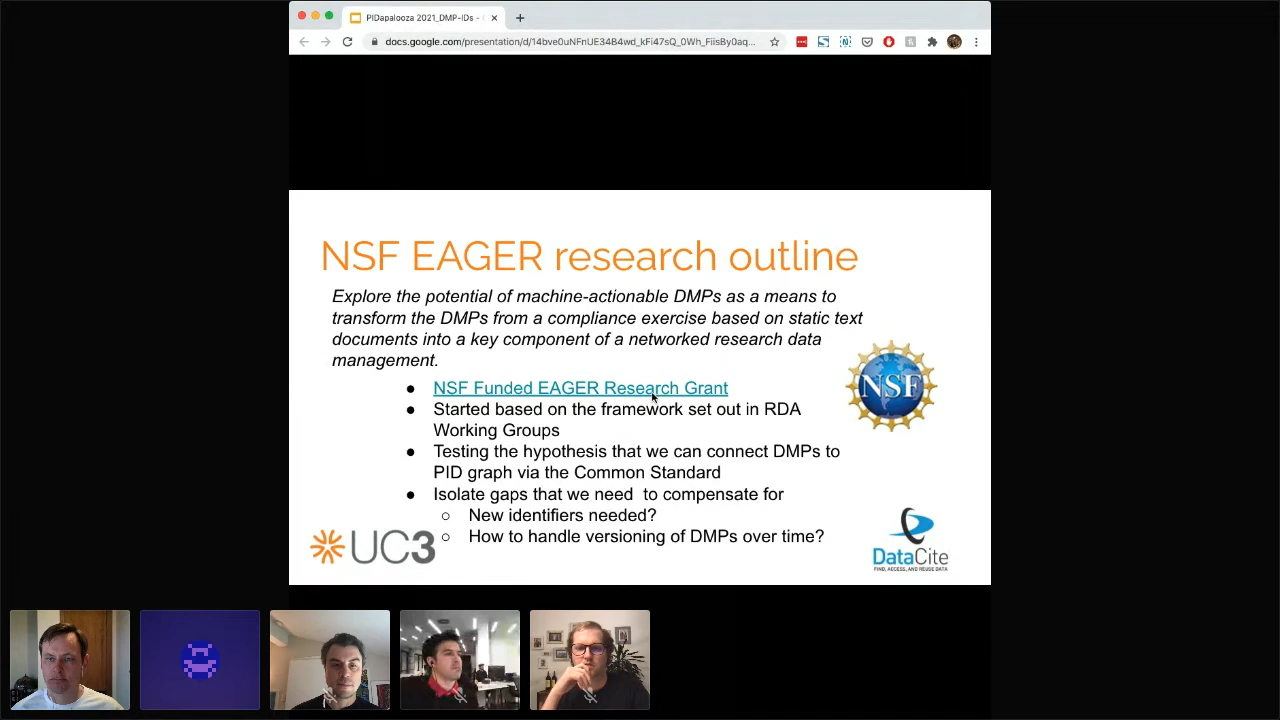 PIDapalooza 2021_DMP-IDs - 
docs.google.com/presentation/d/14bve0uNFnUE34B4wd_kFi47sQ_0Wh_FiisBy0aq...
NSF EAGER research outline
Explore the potential of machine-actionable DMPs as a means to
transform the DMPs from a compliance exercise based on static text
documents into a key component of a networked research data
management.
● NSF Funded EAGER Research Grant
● Started based on the framework set out in RDA
Working Groups
● Testing the hypothesis that we can connect DMPs to
PID graph via the Common Standard
● Isolate gaps that we need to compensate for
○ New identifiers needed?
○ How to handle versioning of DMPs over time?
NSF
UC3
DataCite
FIND, ACCESS, AND REUSE DATA